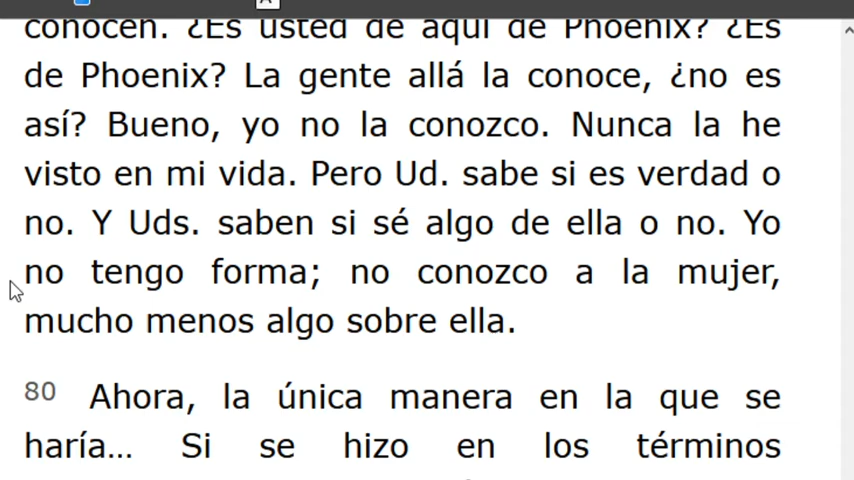 conocen. ¿Es usted de aquí de Phoenix? ¿Es
de Phoenix? La gente allá la conoce, ¿no es
así? Bueno, yo no la conozco. Nunca la he
visto en mi vida. Pero Ud. sabe si es verdad o
no. Y Uds. saben si sé algo de ella o no. Yo
no tengo forma; no conozco a la mujer,
mucho menos algo sobre ella.
80 Ahora, la única manera en la que se
haría... Si se hizo en los términos